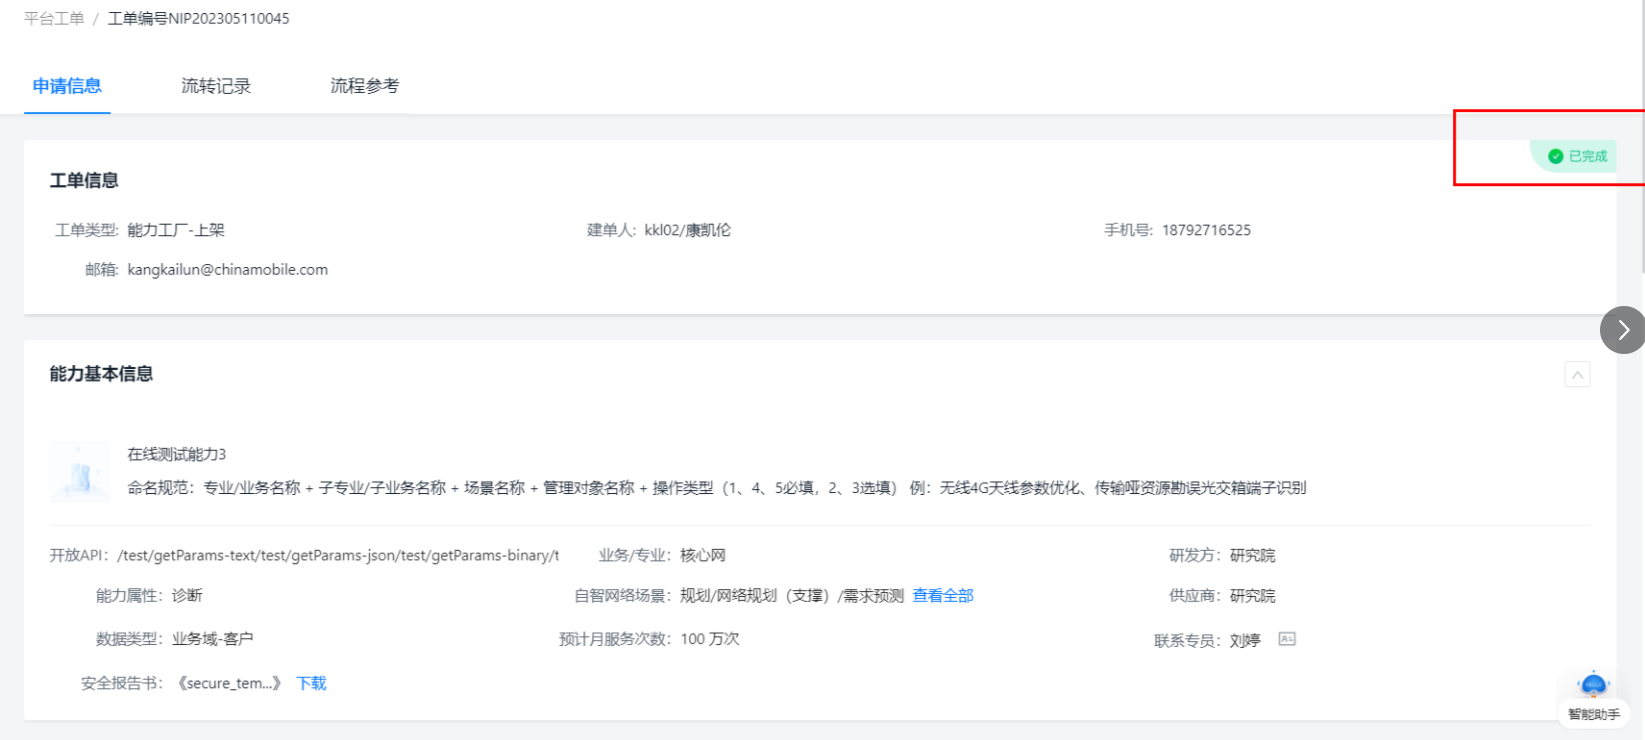 平台工单 / 工单编号NIP202305110045
申请信息 流转记录 流程参考
已完成
工单信息
工单类型: 能力工厂-上架 建单人: kkl02/康凯伦 手机号: 18792716525
邮箱: kangkailun@chinamobile.com
能力基本信息
在线测试能力3
命名规范：专业/业务名称 + 子专业/子业务名称 + 场景名称 + 管理对象名称 + 操作类型（1、4、5必填，2、3选填） 例：无线4G天线参数优化、传输哑资源勘误光交箱端子识别
开放API: /test/getParams-text/test/getParams-json/test/getParams-binary/t 业务/专业: 核心网 研发方: 研究院
能力属性: 诊断 自智网络场景: 规划/网络规划（支撑）/需求预测 查看全部 供应商: 研究院
数据类型: 业务域-客户 预计月服务次数: 100 万次 联系专员: 刘婷
安全报告书: 《secure_tem...》 下载
智能助手